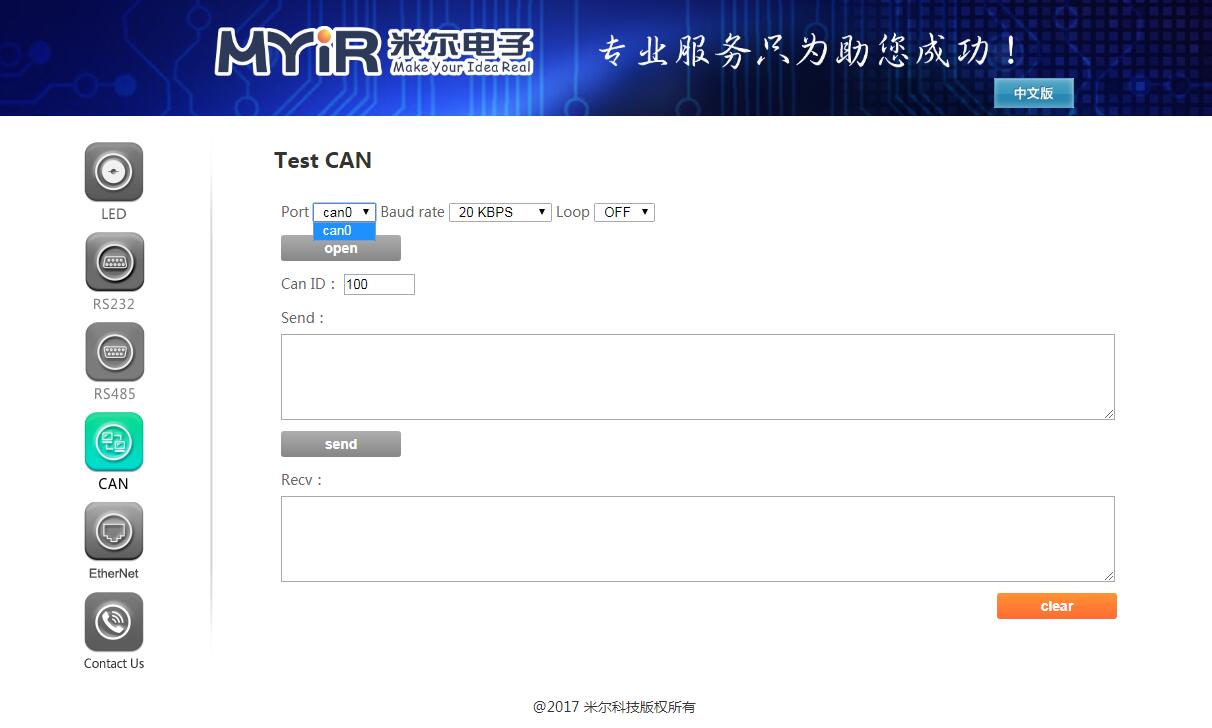 MYiR 米尔电子 Make Your Idea Real
专业服务只为助您成功！
中文版
LED
RS232
RS485
CAN
EtherNet
Contact Us
Test CAN
Port can0 Baud rate 20 KBPS Loop OFF
can0
open
Can ID： 100
Send：
send
Recv：
clear
@2017 米尔科技版权所有